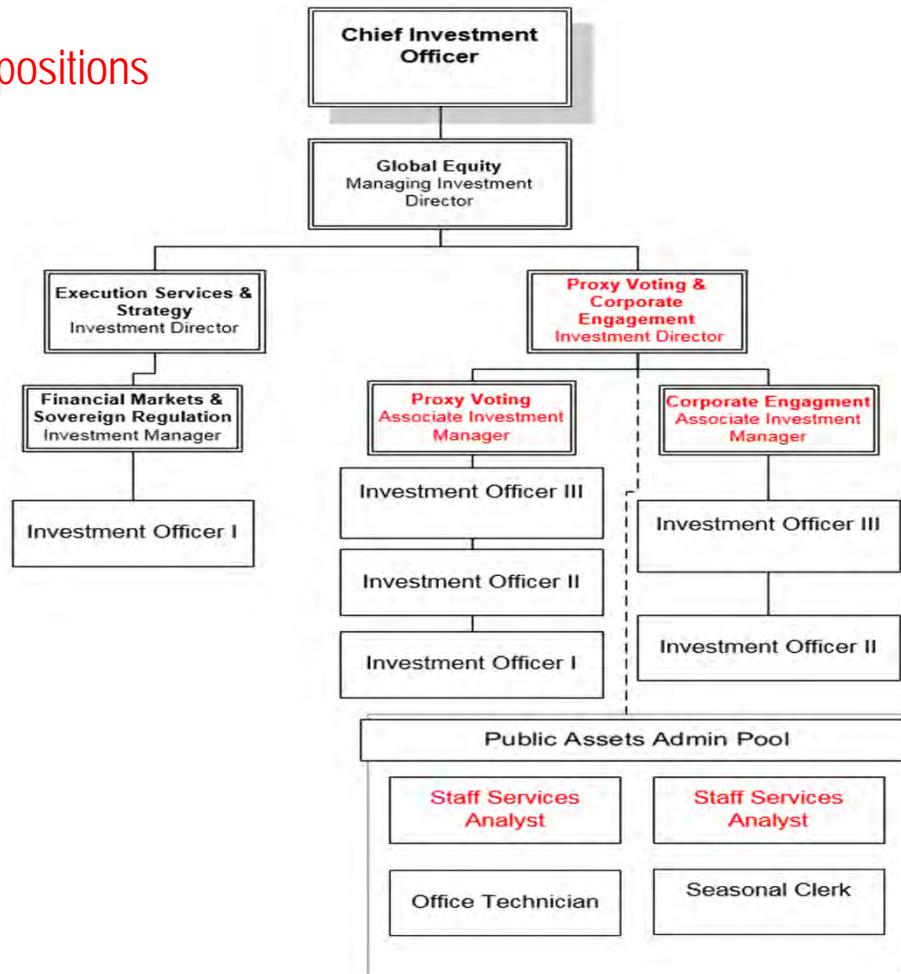 positions
Chief Investment
Officer
Global Equity
Managing Investment
Director
Execution Services &
Strategy
Investment Director
Proxy Voting &
Corporate
Engagement
Investment Director
Financial Markets &
Sovereign Regulation
Investment Manager
Proxy Voting
Associate Investment
Manager
Corporate Engagment
Associate Investment
Manager
Investment Officer I
Investment Officer III
Investment Officer II
Investment Officer I
Investment Officer III
Investment Officer II
Public Assets Admin Pool
Staff Services
Analyst
Staff Services
Analyst
Office Technician
Seasonal Clerk